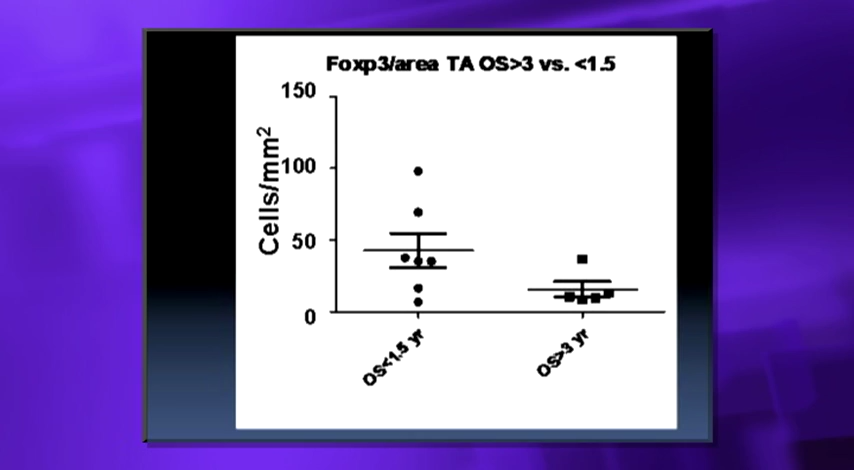 Foxp3/area TA OS>3 vs. <1.5
Cells/mm²
150
100
50
0
OS<1.5 yr
OS>3 yr